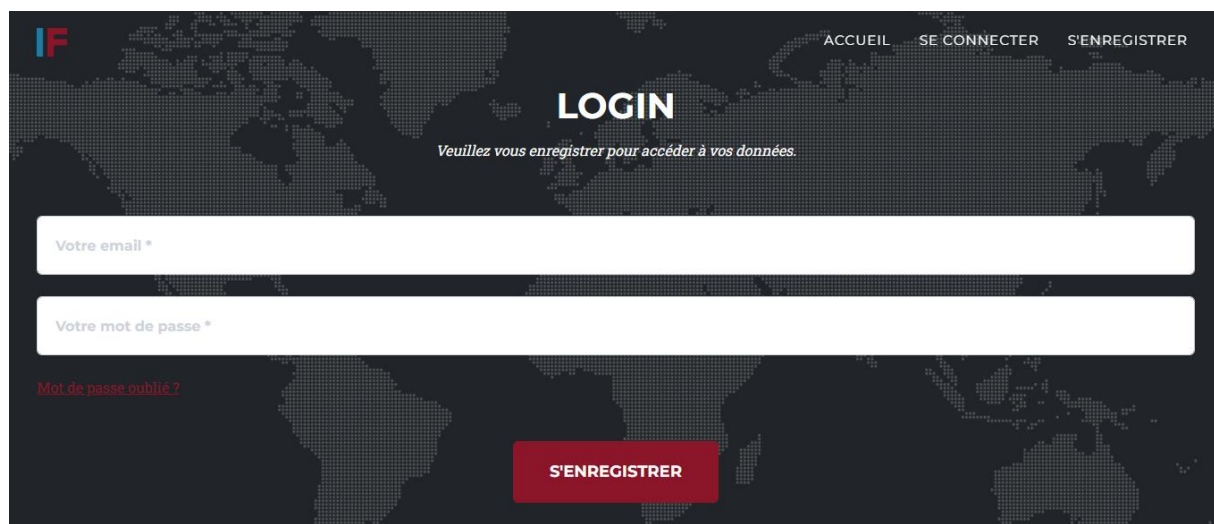 IF
ACCUEIL SE CONNECTER S'ENREGISTRER
LOGIN
Veuillez vous enregistrer pour accéder à vos données.
Votre email *
Votre mot de passe *
Mot de passe oublié ?
S'ENREGISTRER